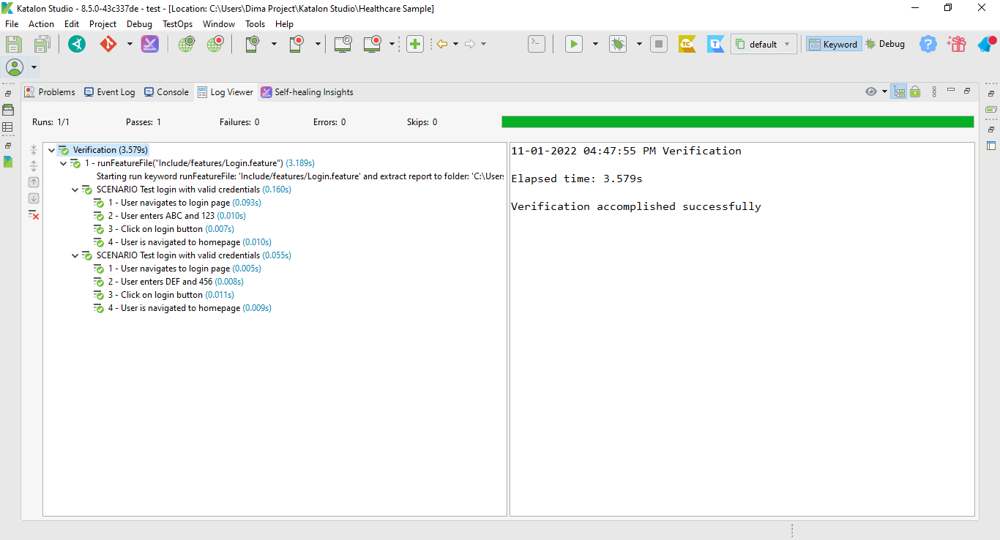 Katalon Studio - 8.5.0-43c337de - test - [Location: C:\Users\Dima Project\Katalon Studio\Healthcare Sample]
File Action Edit Project Debug TestOps Window Tools Help
TC T default Keyword Debug ?
Problems Event Log Console Log Viewer Self-healing Insights
Runs: 1/1 Passes: 1 Failures: 0 Errors: 0 Skips: 0
Verification (3.579s)
1 - runFeatureFile("Include/features/Login.feature") (3.189s)
Starting run keyword runFeatureFile: 'Include/features/Login.feature' and extract report to folder: 'C:\Users
SCENARIO Test login with valid credentials (0.160s)
1 - User navigates to login page (0.093s)
2 - User enters ABC and 123 (0.010s)
3 - Click on login button (0.007s)
4 - User is navigated to homepage (0.010s)
SCENARIO Test login with valid credentials (0.055s)
1 - User navigates to login page (0.005s)
2 - User enters DEF and 456 (0.008s)
3 - Click on login button (0.011s)
4 - User is navigated to homepage (0.009s)
11-01-2022 04:47:55 PM Verification
Elapsed time: 3.579s
Verification accomplished successfully